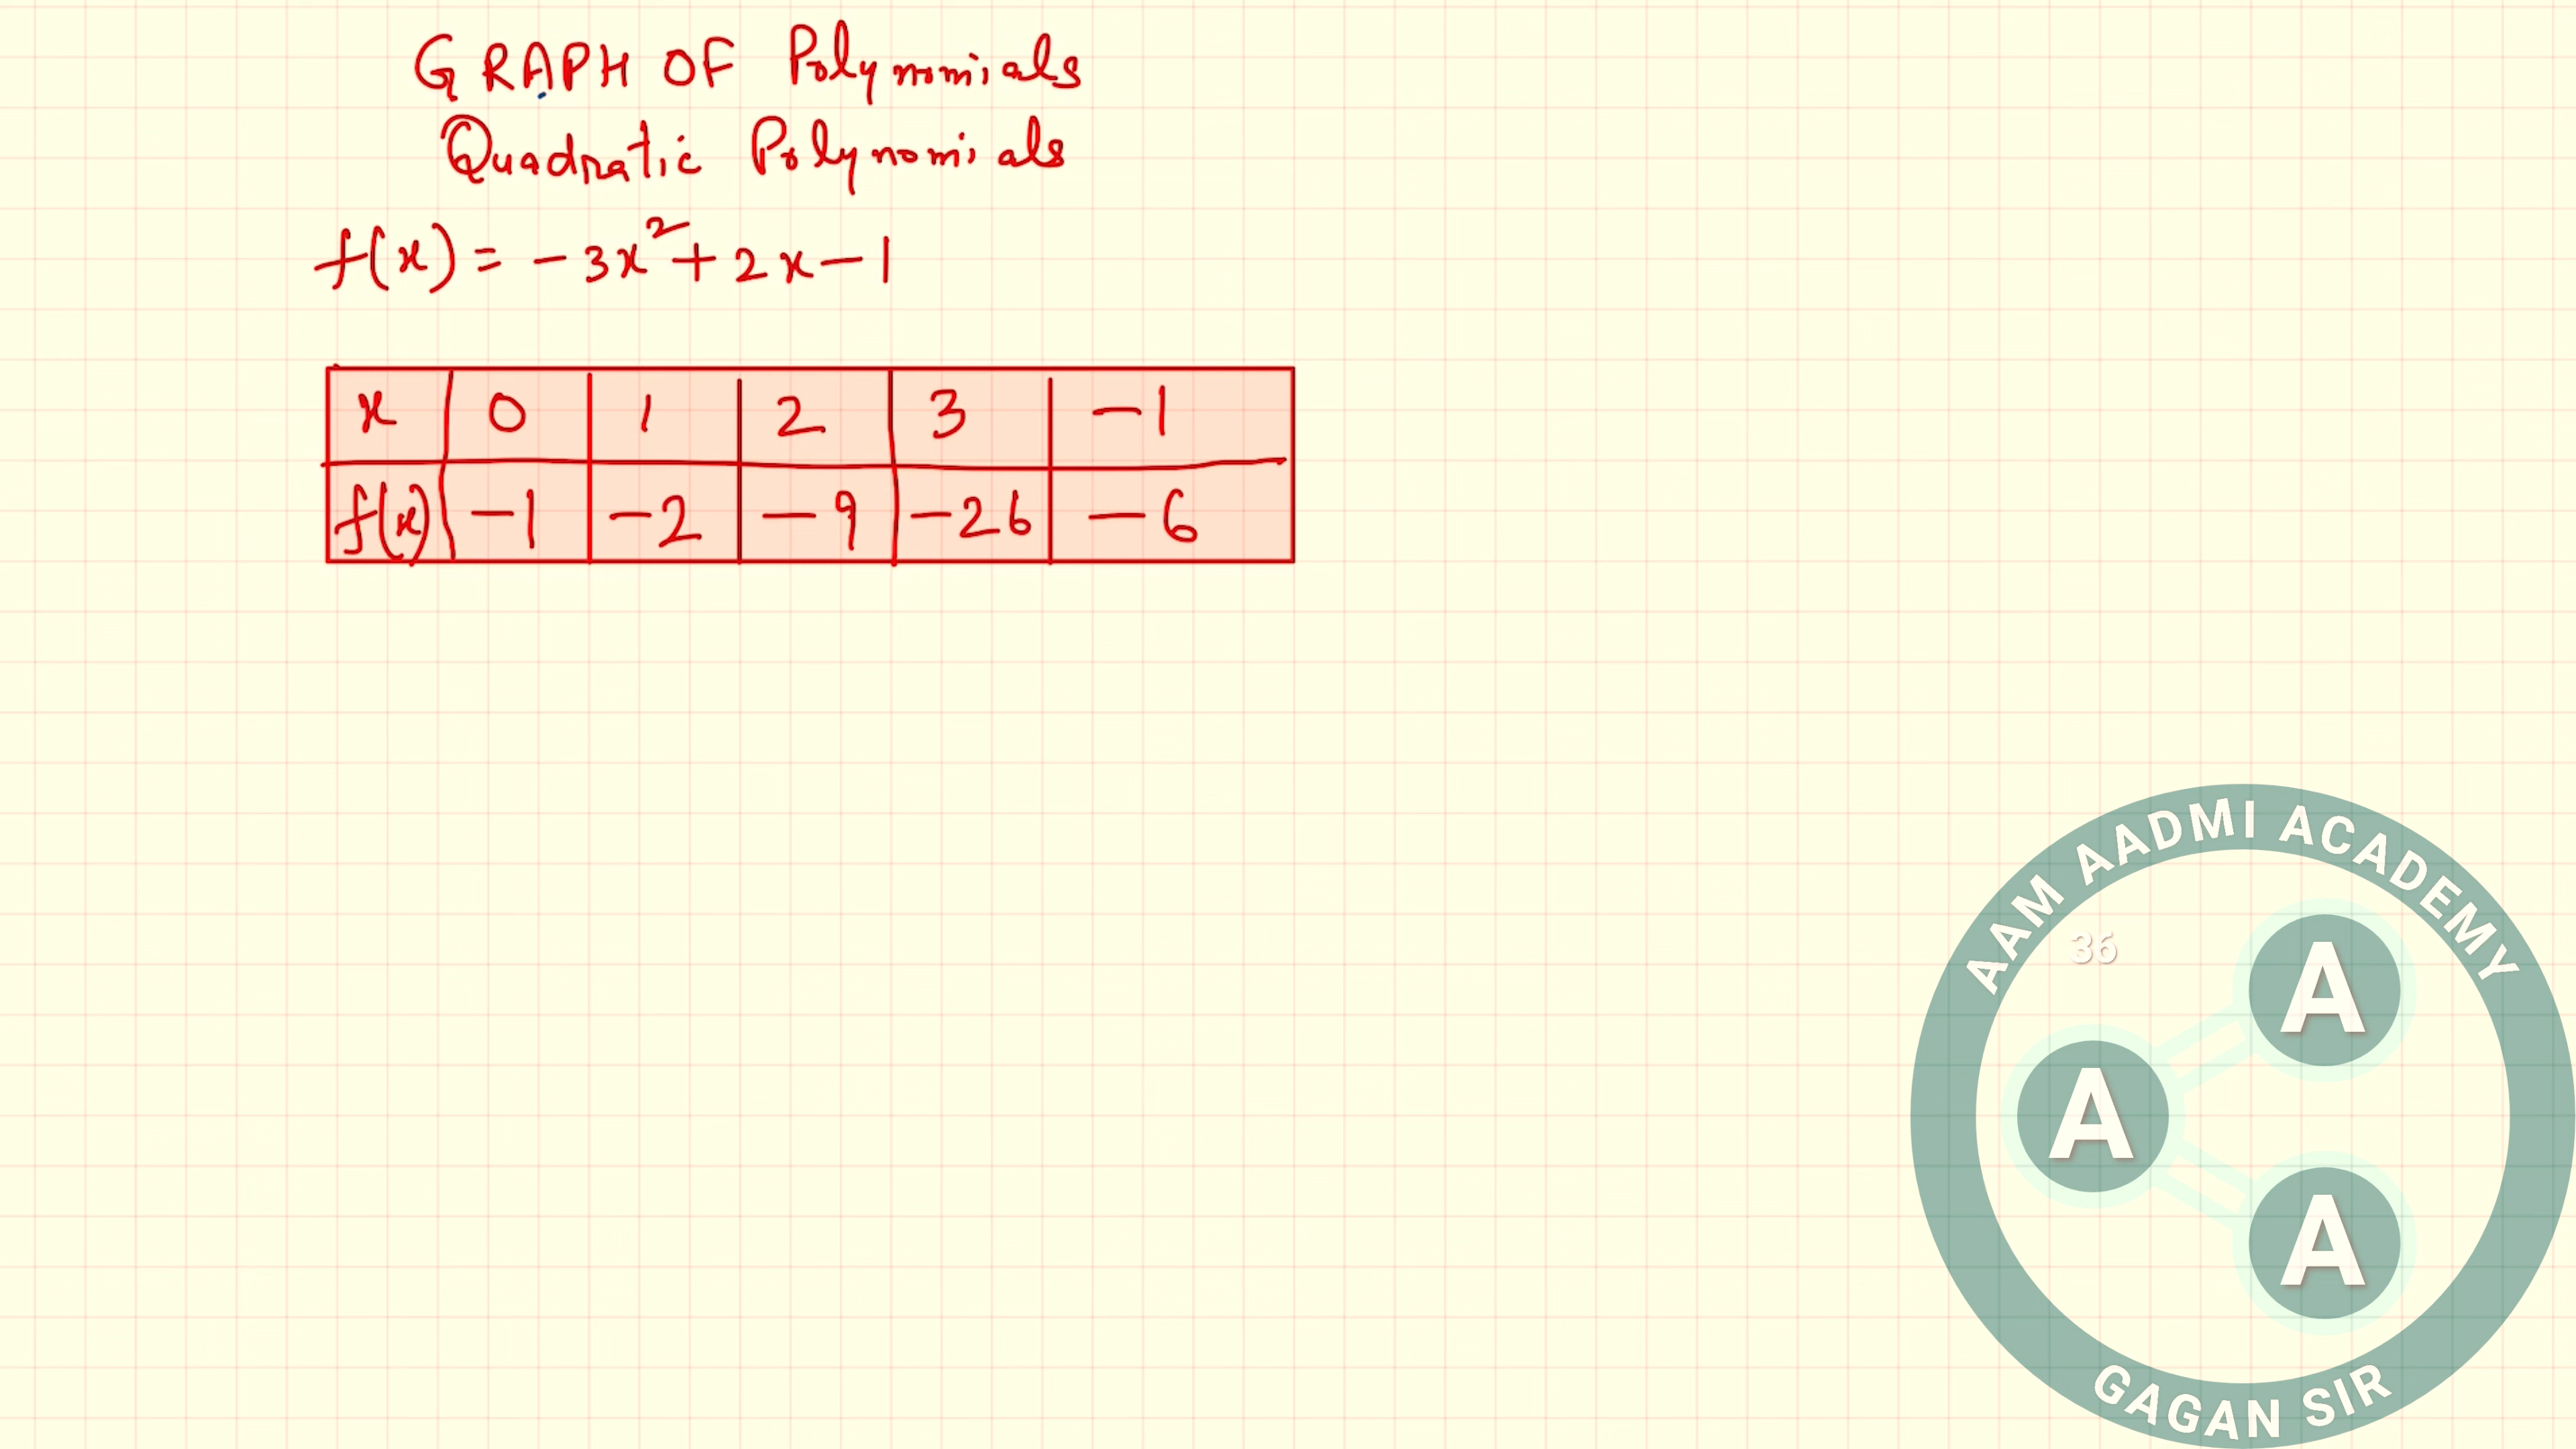 GRAPH OF Polynomials
Quadratic Polynomials
f(x) = -3x²+2x-1
x 0 1 2 3 -1
f(x) -1 -2 -9 -26 -6
AAM AADMI ACADEMY
36
A
A
A
GAGAN SIR